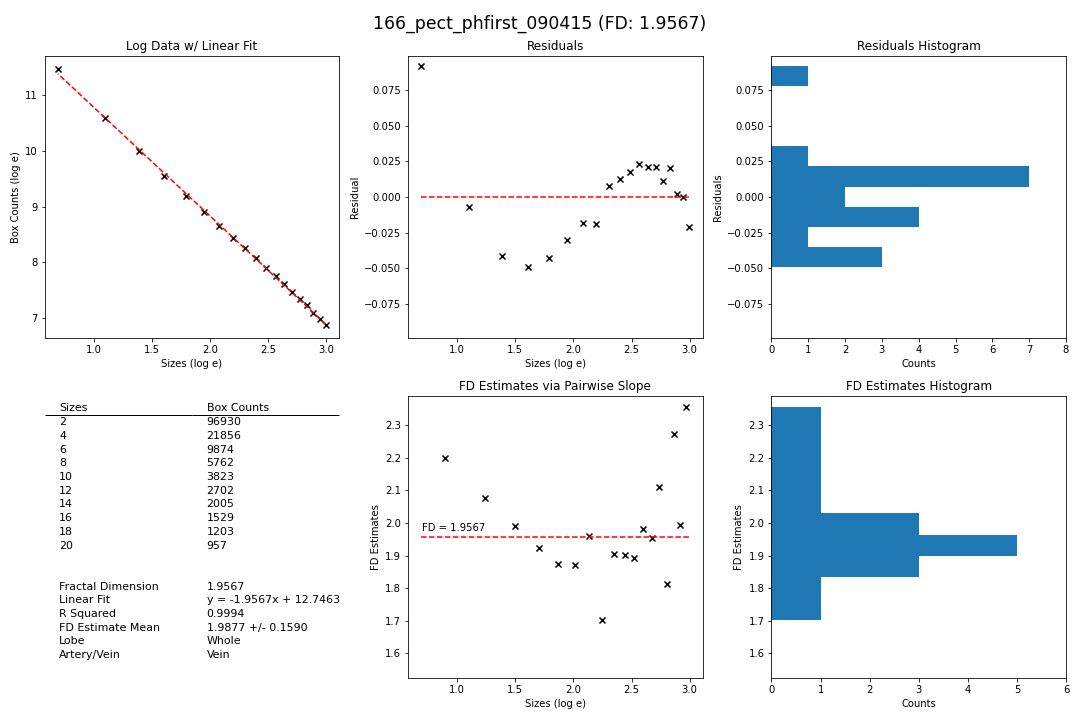 166_pect_phfirst_090415 (FD: 1.9567)
Log Data w/ Linear Fit
11
10
9
8
7
Box Counts (log e)
1.0 1.5 2.0 2.5 3.0
Sizes (log e)
Residuals
0.075
0.050
0.025
0.000
−0.025
−0.050
−0.075
Residual
1.0 1.5 2.0 2.5 3.0
Sizes (log e)
Residuals Histogram
0.075
0.050
0.025
0.000
−0.025
−0.050
−0.075
Residuals
0 1 2 3 4 5 6 7 8
Counts
Sizes Box Counts
2 96930
4 21856
6 9874
8 5762
10 3823
12 2702
14 2005
16 1529
18 1203
20 957
Fractal Dimension 1.9567
Linear Fit y = -1.9567x + 12.7463
R Squared 0.9994
FD Estimate Mean 1.9877 +/- 0.1590
Lobe Whole
Artery/Vein Vein
FD Estimates via Pairwise Slope
2.3
2.2
2.1
2.0
1.9
1.8
1.7
1.6
FD Estimates
FD = 1.9567
1.0 1.5 2.0 2.5 3.0
Sizes (log e)
FD Estimates Histogram
2.3
2.2
2.1
2.0
1.9
1.8
1.7
1.6
FD Estimates
0 1 2 3 4 5 6
Counts